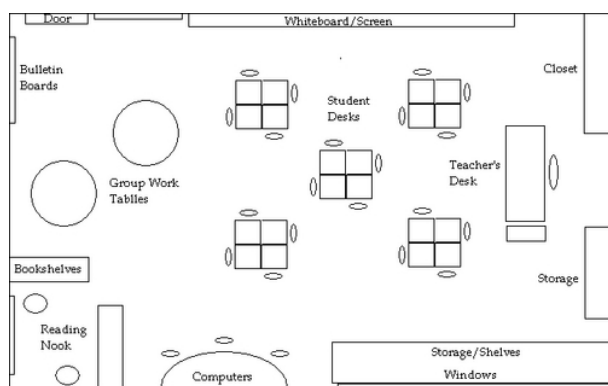 Door
Whiteboard/Screen
Bulletin
Boards
Closet
Student
Desks
Group Work
Tablles
Teacher's
Desk
Bookshelves
Storage
Reading
Nook
Storage/Shelves
Computers
Windows